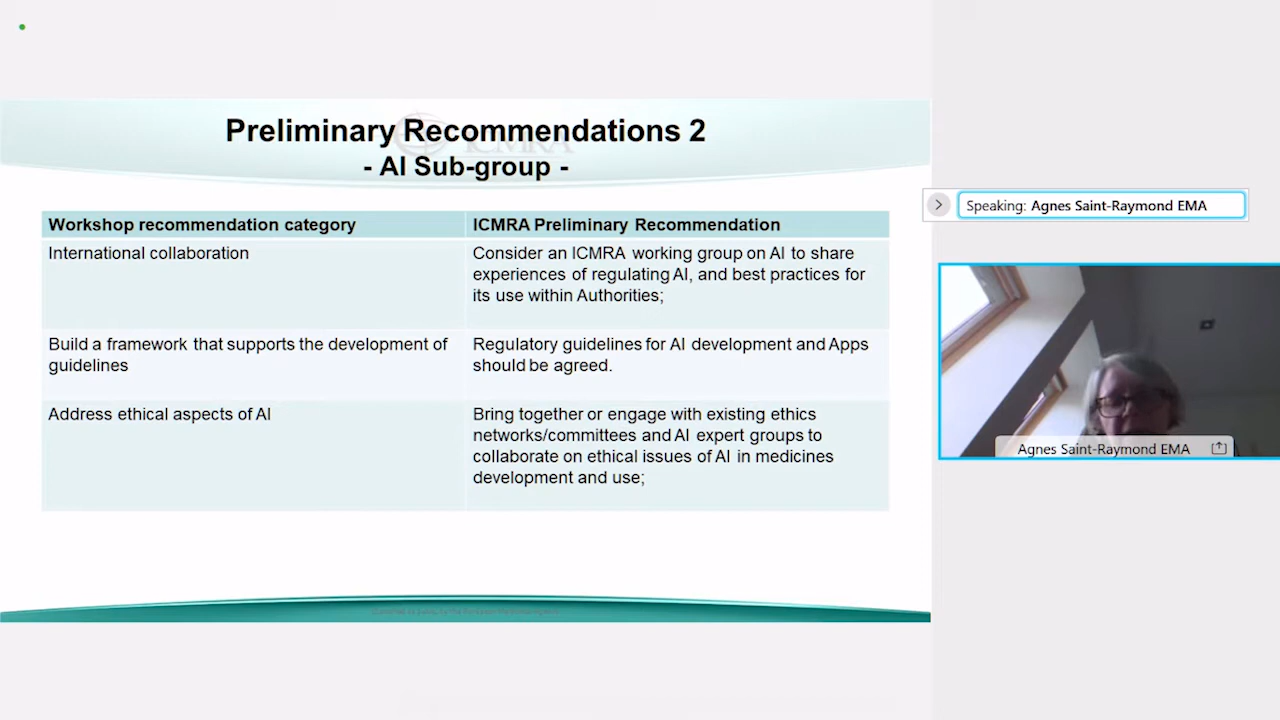 Preliminary Recommendations 2
- AI Sub-group -
ICMRA
Workshop recommendation category
ICMRA Preliminary Recommendation
International collaboration
Consider an ICMRA working group on AI to share
experiences of regulating AI, and best practices for
its use within Authorities;
Build a framework that supports the development of
guidelines
Regulatory guidelines for AI development and Apps
should be agreed.
Address ethical aspects of AI
Bring together or engage with existing ethics
networks/committees and AI expert groups to
collaborate on ethical issues of AI in medicines
development and use;
Speaking: Agnes Saint-Raymond EMA
Agnes Saint-Raymond EMA